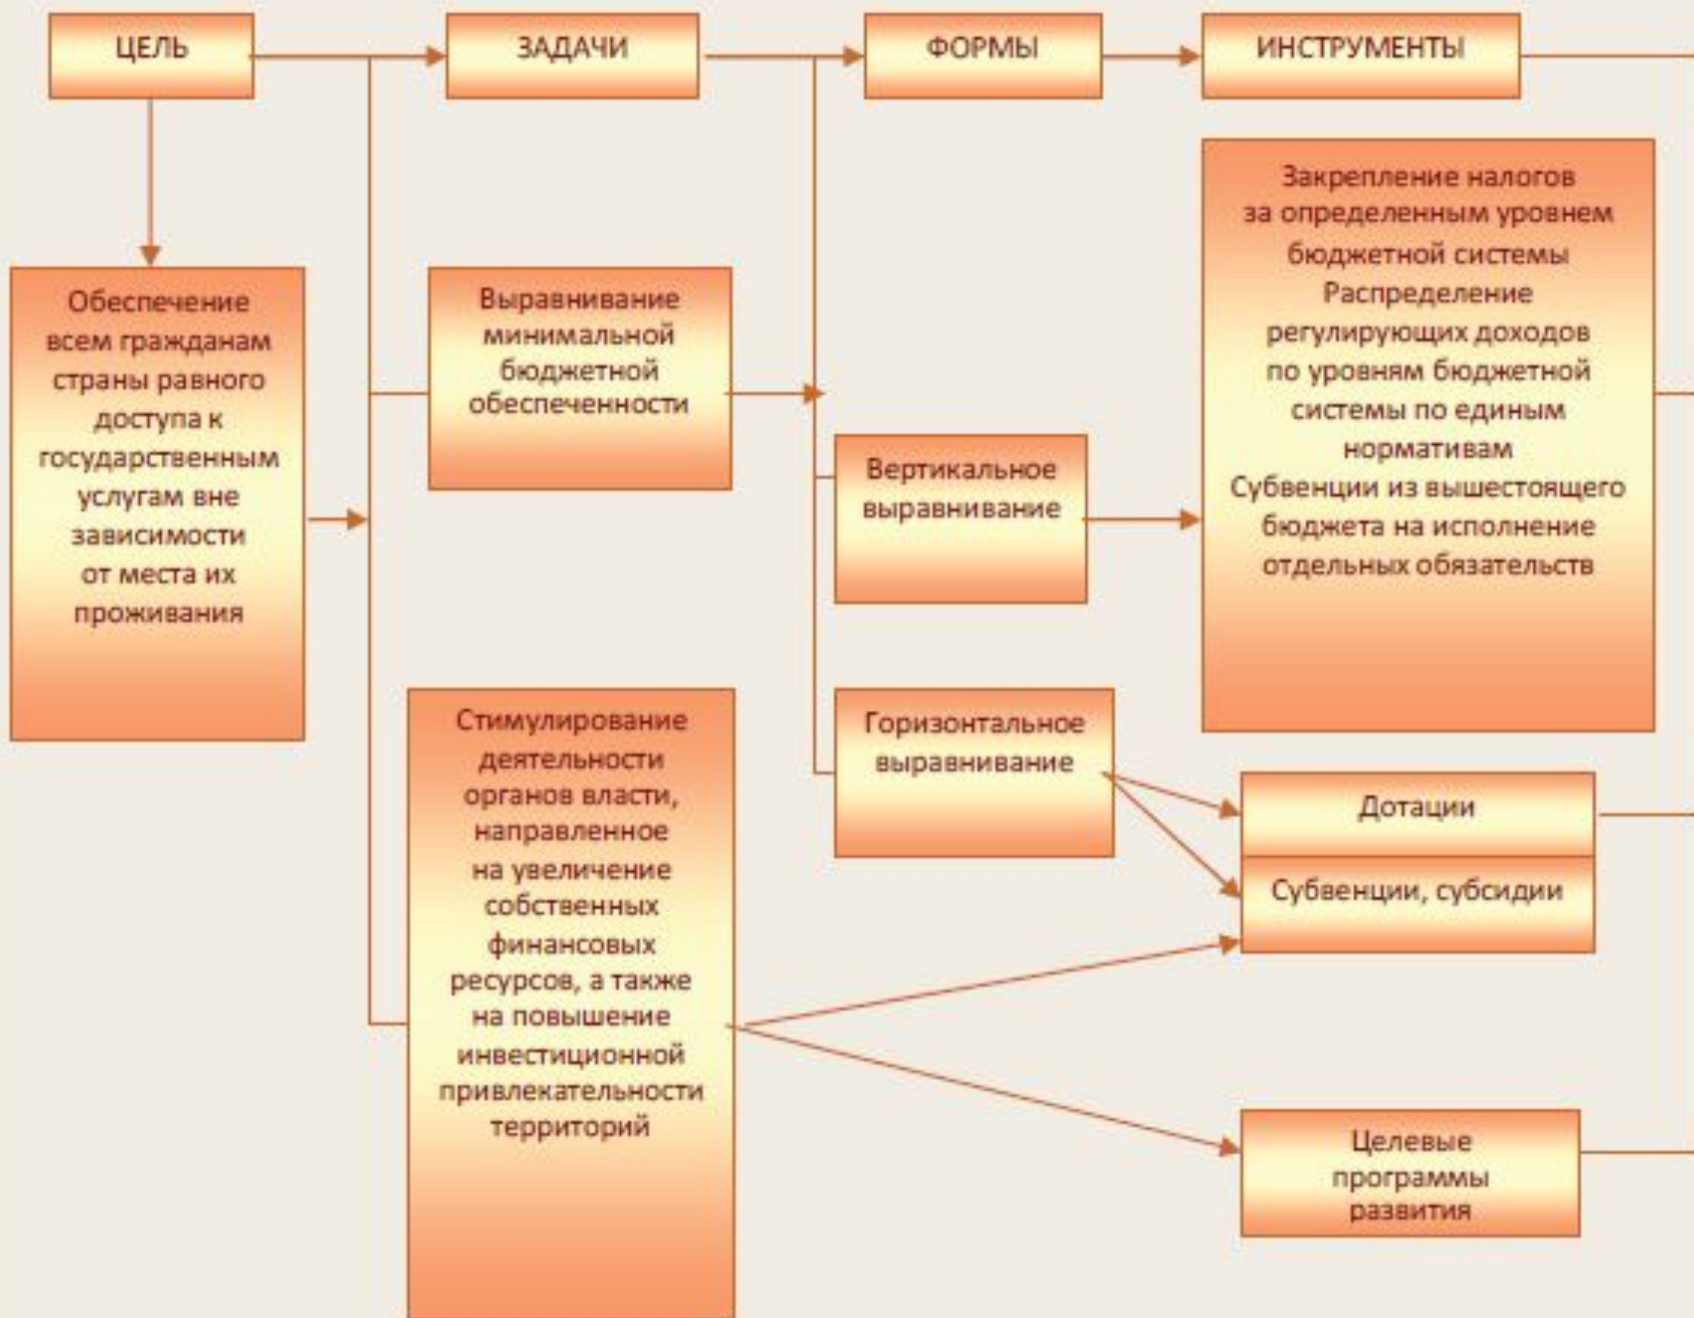 ЦЕЛЬ
ЗАДАЧИ
ФОРМЫ
ИНСТРУМЕНТЫ
Обеспечение
всем гражданам
страны равного
доступа к
государственным
услугам вне
зависимости
от места их
проживания
Выравнивание
минимальной
бюджетной
обеспеченности
Стимулирование
деятельности
органов власти,
направленное
на увеличение
собственных
финансовых
ресурсов, а также
на повышение
инвестиционной
привлекательности
территорий
Вертикальное
выравнивание
Горизонтальное
выравнивание
Закрепление налогов
за определенным уровнем
бюджетной системы
Распределение
регулирующих доходов
по уровням бюджетной
системы по единым
нормативам
Субвенции из вышестоящего
бюджета на исполнение
отдельных обязательств
Дотации
Субвенции, субсидии
Целевые
программы
развития